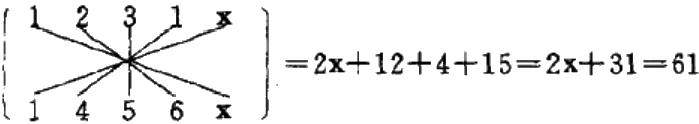 1 2 3 1 x
=2x+12+4+15=2x+31=61
1 4 5 6 x